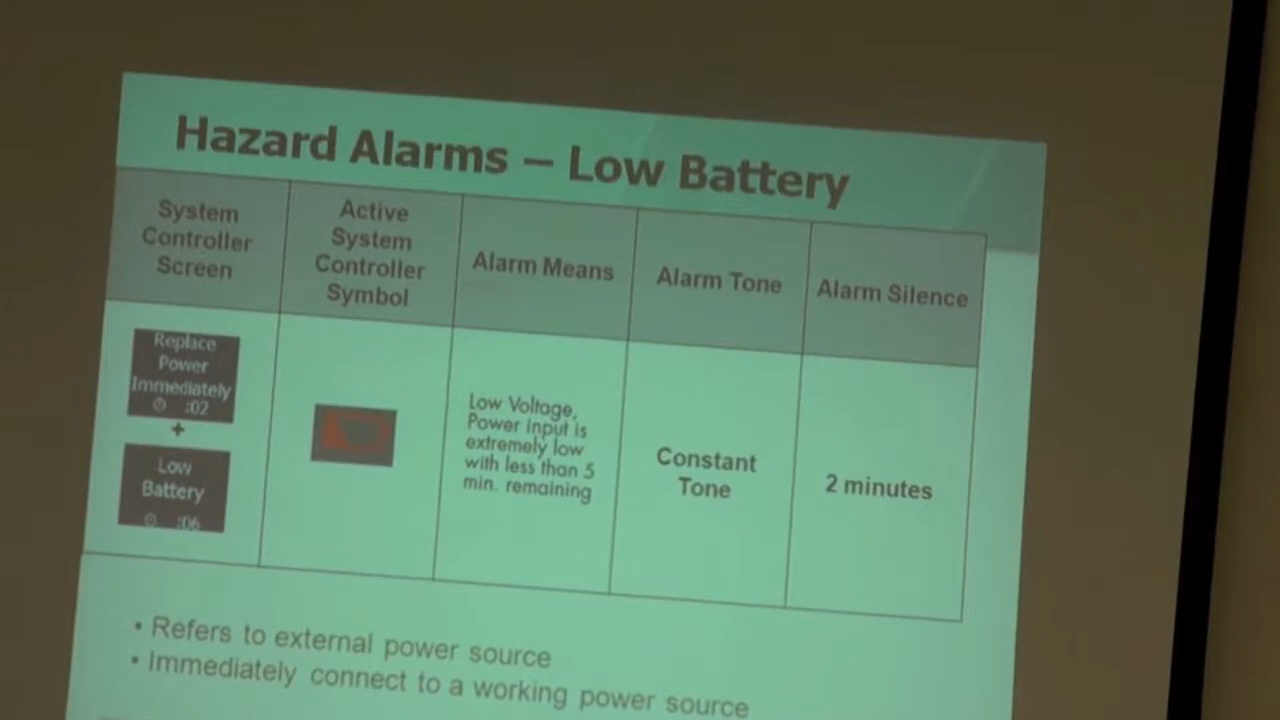 Hazard Alarms – Low Battery
System
Controller
Screen
Active
System
Controller
Symbol
Alarm Means
Alarm Tone
Alarm Silence
Replace
Power
Immediately
:02
+
Low
Battery
:06
Low Voltage,
Power input is
extremely low
with less than 5
min. remaining
Constant
Tone
2 minutes
• Refers to external power source
• Immediately connect to a working power source